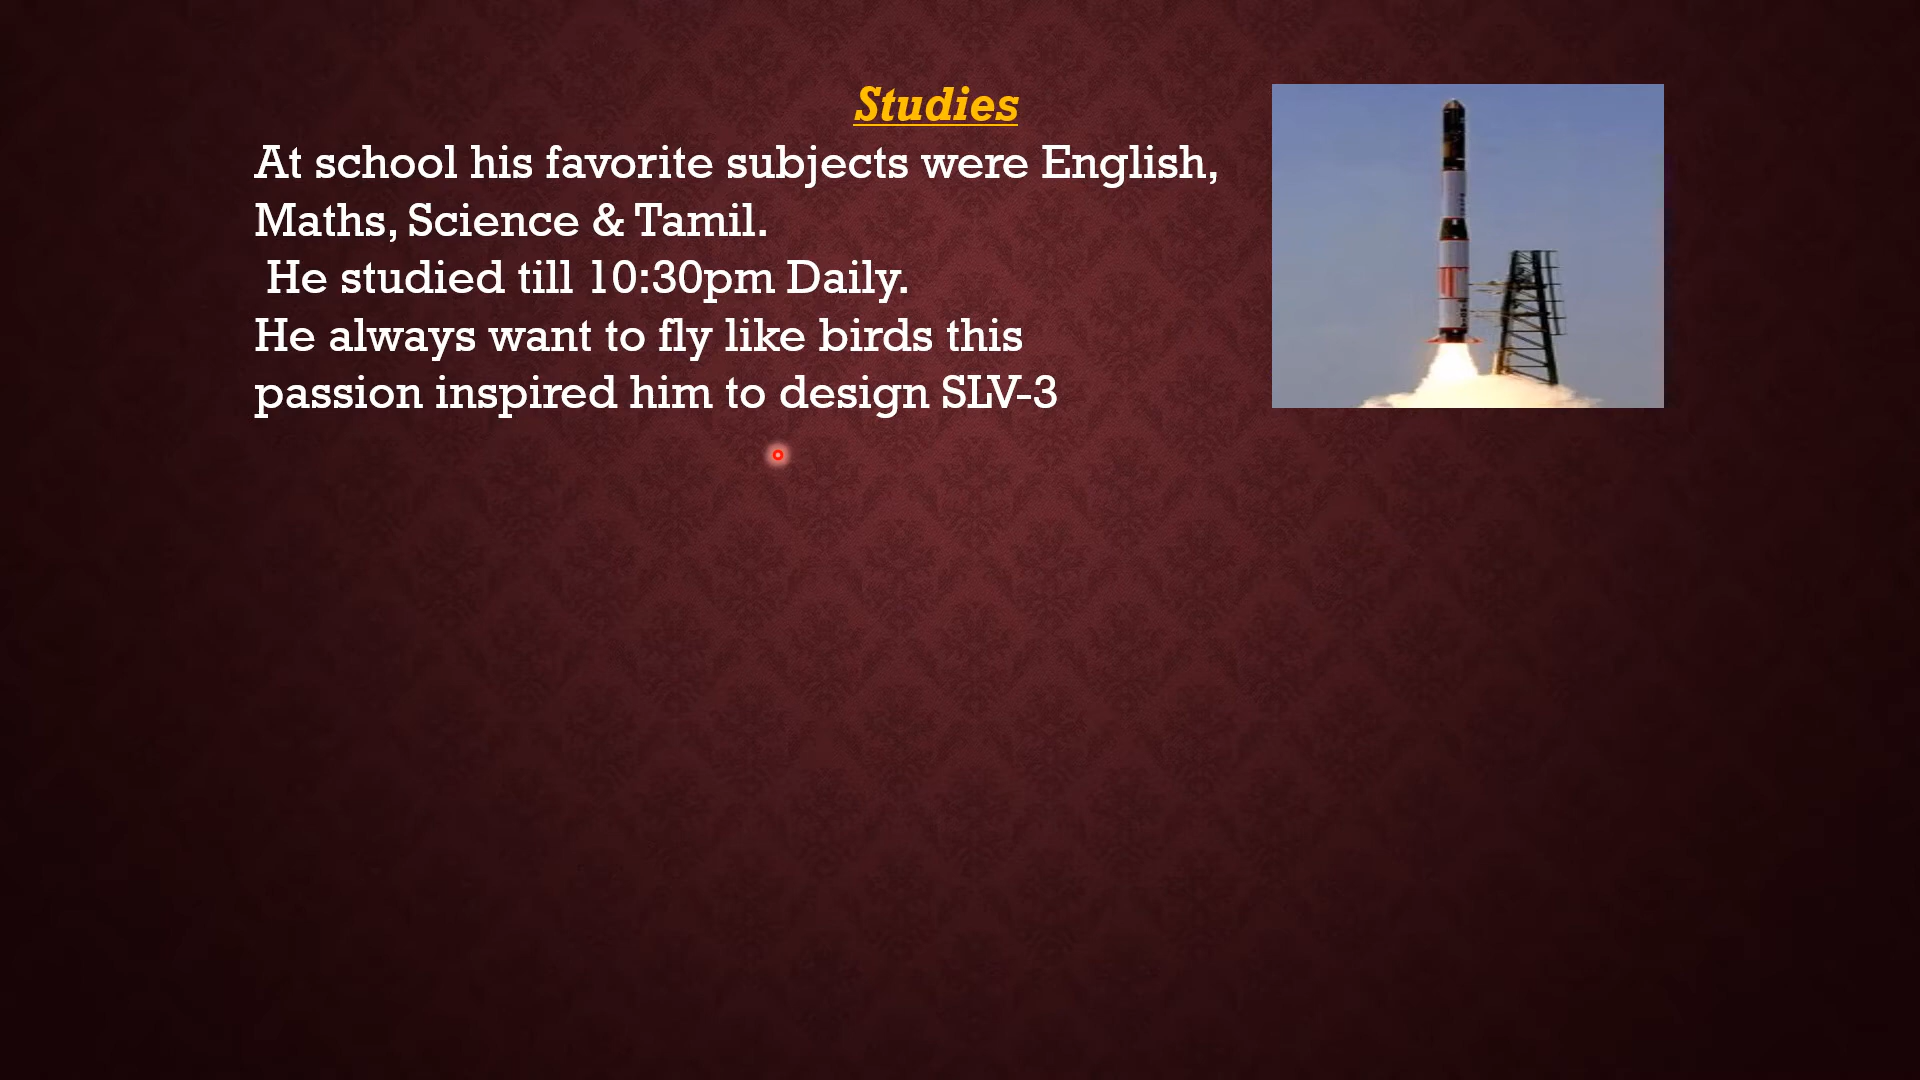 Studies
At school his favorite subjects were English,
Maths, Science & Tamil.
He studied till 10:30pm Daily.
He always want to fly like birds this
passion inspired him to design SLV-3